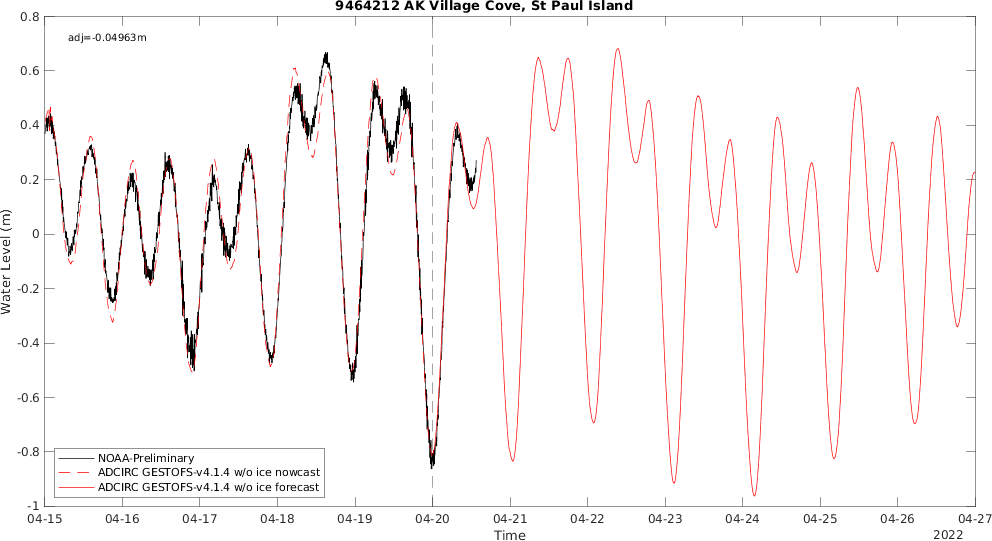 9464212 AK Village Cove, St Paul Island
adj=-0.04963m
0.8
0.6
0.4
0.2
0
-0.2
-0.4
-0.6
-0.8
-1
Water Level (m)
NOAA-Preliminary
ADCIRC GESTOFS-v4.1.4 w/o ice nowcast
ADCIRC GESTOFS-v4.1.4 w/o ice forecast
04-15 04-16 04-17 04-18 04-19 04-20 04-21 04-22 04-23 04-24 04-25 04-26 04-27
Time
2022